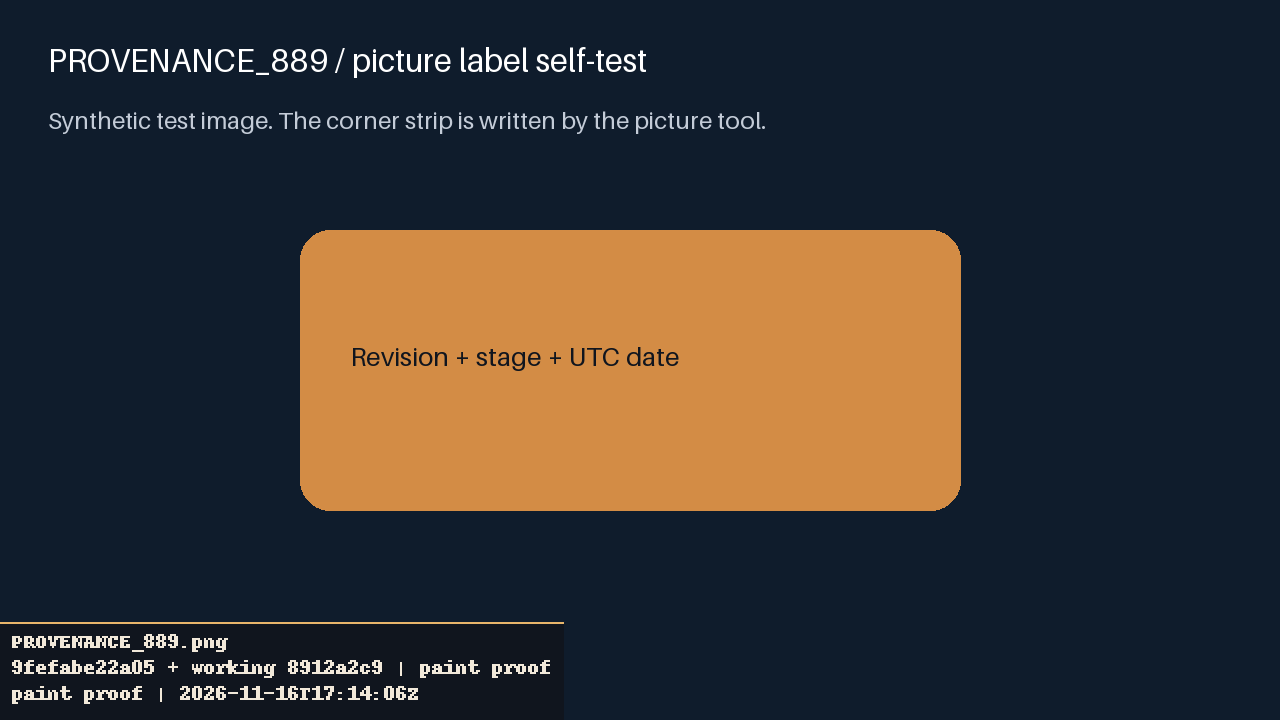 PROVENANCE_889 / picture label self-test
Synthetic test image. The corner strip is written by the picture tool.
Revision + stage + UTC date
PROVENANCE_889.png
9fefabe22a05 + working 8912a2c9 | paint proof
paint proof | 2026-11-16T17:14:06Z